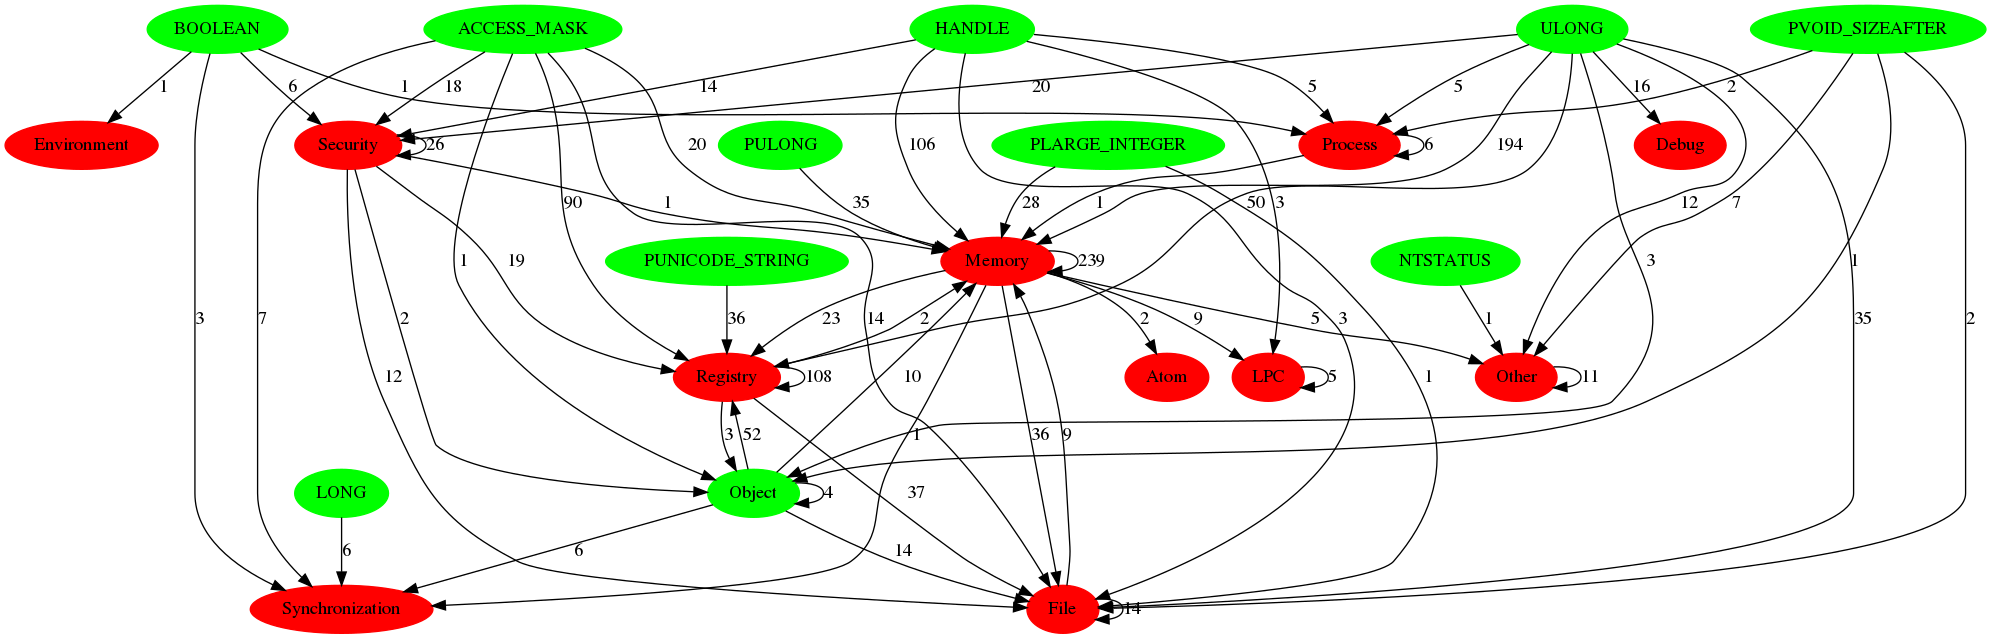 BOOLEAN ACCESS_MASK HANDLE ULONG PVOID_SIZEAFTER
1 6 18 1 14 20 5 5 16 2
Environment Security 26 20 PULONG 106 PLARGE_INTEGER Process 6 194 Debug
90 19 1 35 28 1 50 3 12 7
PUNICODE_STRING Memory 239 NTSTATUS 3 1
1
3 7 2 36 14 23 2 2 9 5 3 1 35 2
12 Registry 108 10 Atom LPC 5 Other 11
3 52 1 36 9 1
LONG Object 4 37
6 6 14
Synchronization File 14